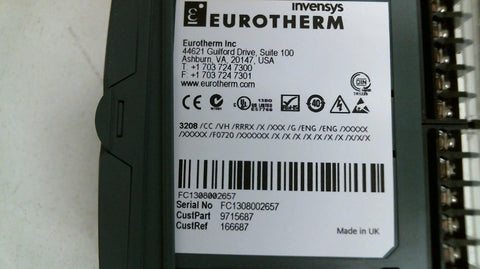 invensys
EUROTHERM
Eurotherm Inc
44621 Guilford Drive, Suite 100
Ashburn, VA, 20147, USA
T +1 703 724 7300
F +1 703 724 7301
www.eurotherm.com
3208 /CC /VH /RRRX /X /XXX /G /ENG /ENG /XXXXX
/XXXXX /F0720 /XXXXXX /X /X /X /X /X /X /X /X/X/X
FC1308002657
Serial No FC1308002657
CustPart 9715687
CustRef 166687
Made in UK